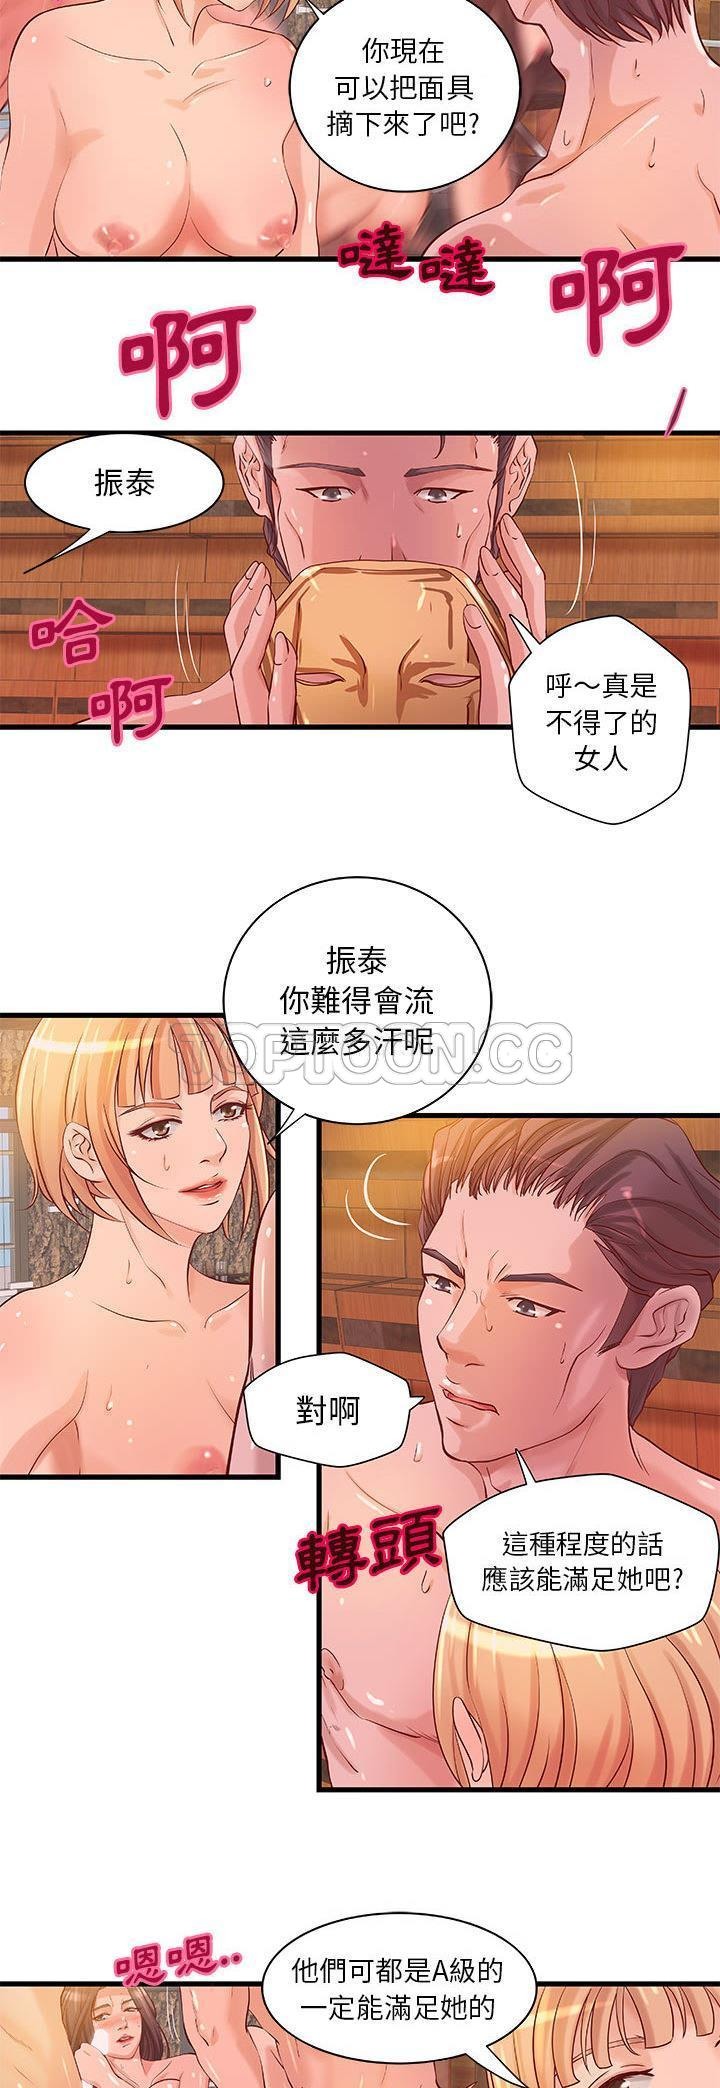 你現在
可以把面具
摘下來了吧?
噠噠
啊
啊
振泰
哈
啊
呼～真是
不得了的
女人
振泰
你難得會流
這麼多汗呢
TOPTOON.CC
對啊
轉頭
這種程度的話
應該能滿足她吧?
嗯嗯..
他們可都是A級的
一定能滿足她的